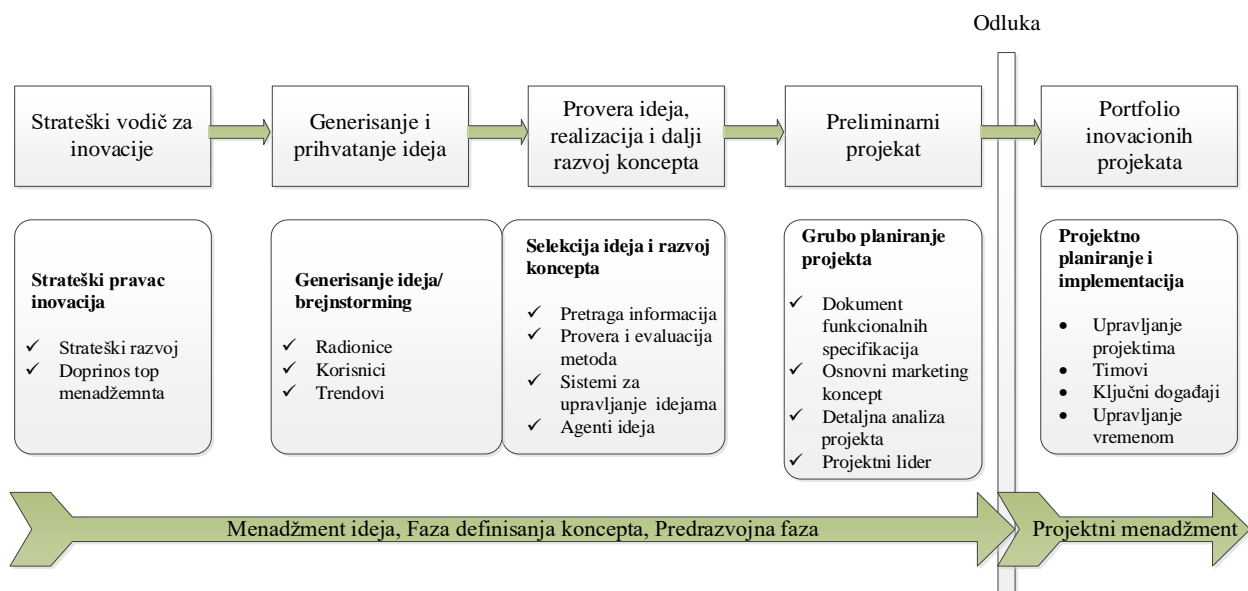 Odluka
Strateški vodič za
inovacije
Generisanje i
prihvatanje ideja
Provera ideja,
realizacija i dalji
razvoj koncepta
Preliminarni
projekat
Portfolio
inovacionih
projekata
Strateški pravac
inovacija
✓ Strateški razvoj
✓ Doprinos top
menadžemnta
Generisanje ideja/
brejnstorming
✓ Radionice
✓ Korisnici
✓ Trendovi
Selekcija ideja i razvoj
koncepta
✓ Pretraga informacija
✓ Provera i evaluacija
metoda
✓ Sistemi za
upravljanje idejama
✓ Agenti ideja
Grubo planiranje
projekta
✓ Dokument
funkcionalnih
specifikacija
✓ Osnovni marketing
koncept
✓ Detaljna analiza
projekta
✓ Projektni lider
Projektno
planiranje i
implementacija
• Upravljanje
projektima
• Timovi
• Ključni događaji
• Upravljanje
vremenom
Menadžment ideja, Faza definisanja koncepta, Predrazvojna faza
Projektni menadžment